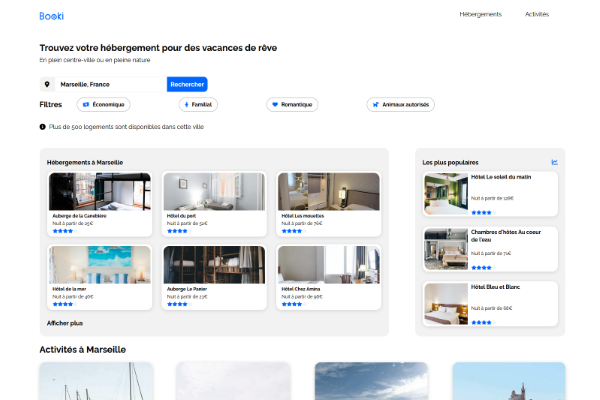 Booki
Hébergements
Activités
Trouvez votre hébergement pour des vacances de rêve
En plein centre-ville ou en pleine nature
Marseille, France
Rechercher
Filtres
Économique
Familial
Romantique
Animaux autorisés
Plus de 500 logements sont disponibles dans cette ville
Hébergements à Marseille
Auberge de la Canebière
Nuit à partir de 25€
Hôtel du port
Nuit à partir de 52€
Hôtel Les mouettes
Nuit à partir de 76€
Hôtel de la mer
Nuit à partir de 46€
Auberge Le Panier
Nuit à partir de 23€
Hôtel Chez Amina
Nuit à partir de 96€
Afficher plus
Les plus populaires
Hôtel Le soleil du matin
Nuit à partir de 128€
Chambres d'hôtes Au coeur
de l'eau
Nuit à partir de 71€
Hôtel Bleu et Blanc
Nuit à partir de 68€
Activités à Marseille